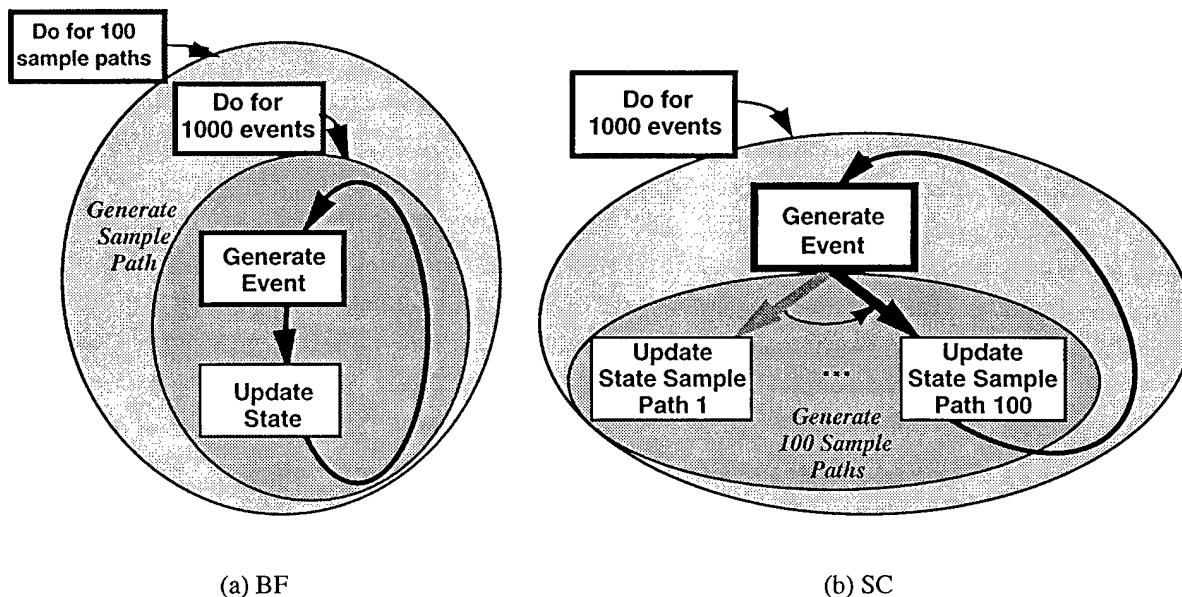 Do for 100
sample paths
Do for
1000 events
Generate
Sample
Path
Generate
Event
Update
State
(a) BF
Do for
1000 events
Generate
Event
Update
State Sample
Path 1
...
Update
State Sample
Path 100
Generate
100 Sample
Paths
(b) SC